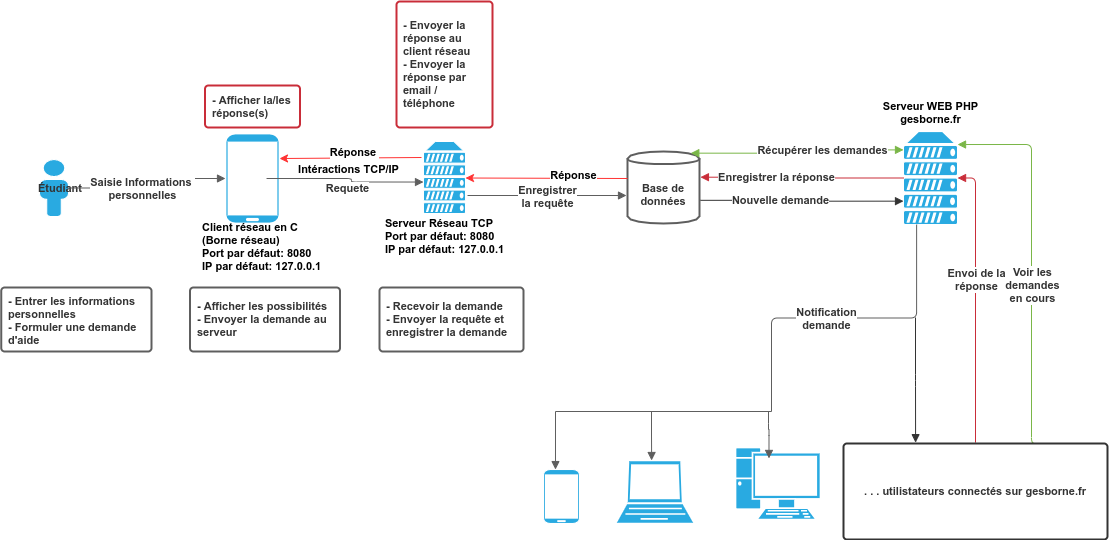 - Envoyer la
réponse au
client réseau
- Envoyer la
réponse par
email /
téléphone
- Afficher la/les
réponse(s)
Serveur WEB PHP
gesborne.fr
Étudiant
Saisie Informations
personnelles
Réponse
Intéractions TCP/IP
Requete
Réponse
Enregistrer
la requête
Base de
données
Récupérer les demandes
Enregistrer la réponse
Nouvelle demande
Client réseau en C
(Borne réseau)
Port par défaut: 8080
IP par défaut: 127.0.0.1
Serveur Réseau TCP
Port par défaut: 8080
IP par défaut: 127.0.0.1
- Entrer les informations
personnelles
- Formuler une demande
d'aide
- Afficher les possibilités
- Envoyer la demande au
serveur
- Recevoir la demande
- Envoyer la requête et
enregistrer la demande
Envoi de la
réponse
Voir les
demandes
en cours
Notification
demande
. . . utilistateurs connectés sur gesborne.fr